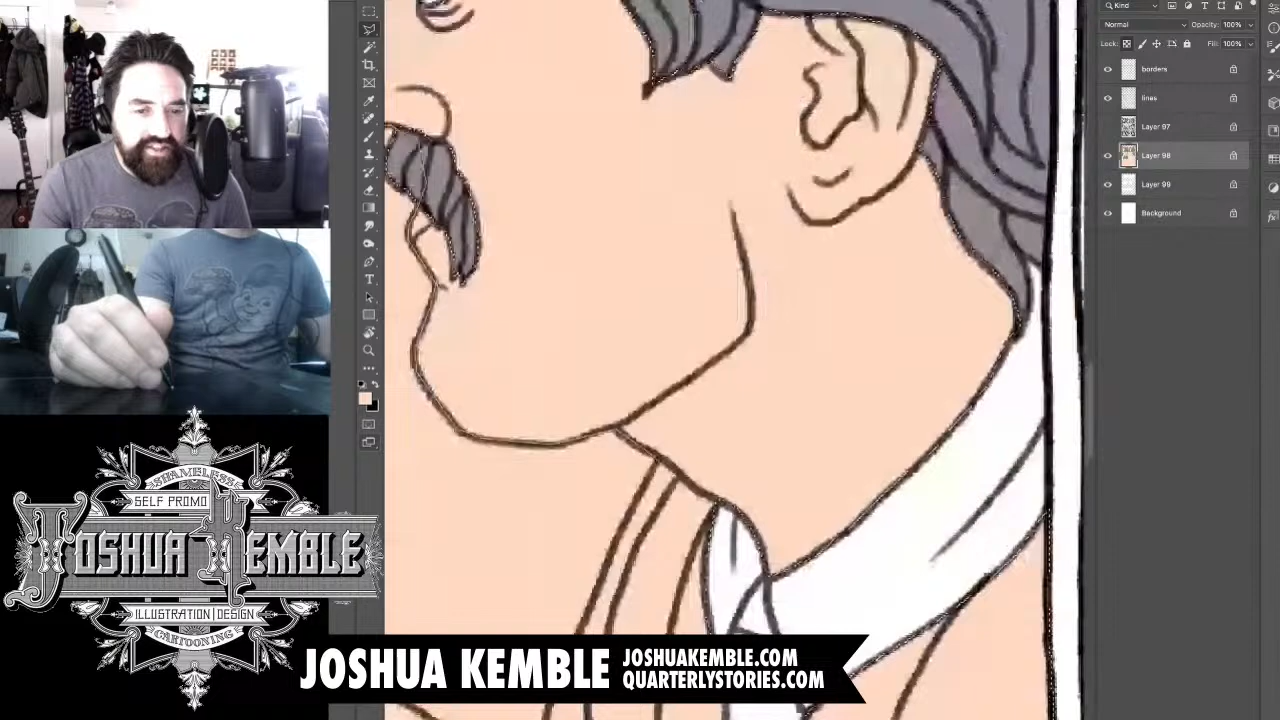 Kind
Normal
Opacity: 100%
Lock:
Fill: 100%
borders
lines
Layer 97
Layer 98
Layer 99
Background
SHAMELESS
SELF PROMO
JOSHUA KEMBLE
ILLUSTRATION|DESIGN
CARTOONING
JOSHUA KEMBLE
JOSHUAKEMBLE.COM
QUARTERLYSTORIES.COM